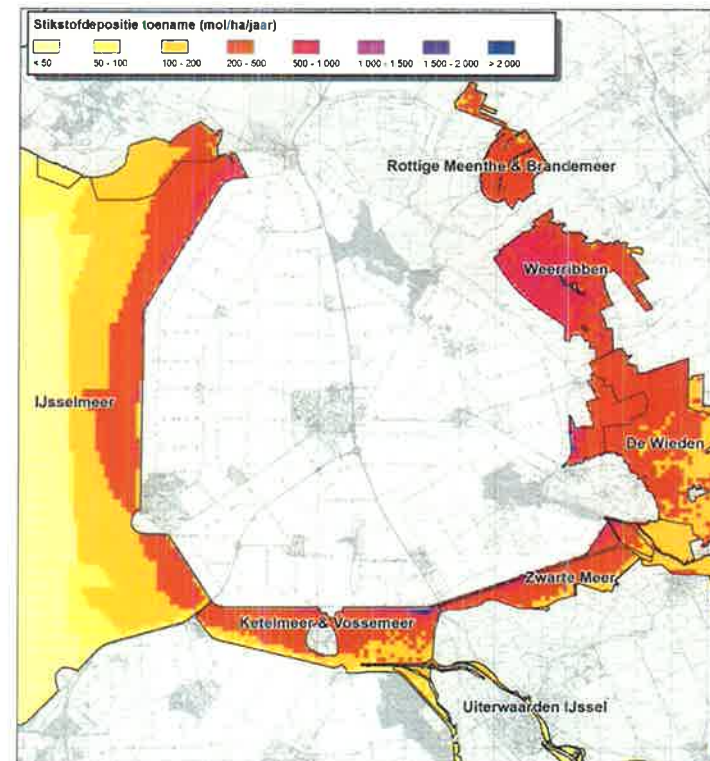 Stikstofdepositie toename (mol/ha/jaar)
< 50 50 - 100 100 - 200 200 - 500 500 - 1 000 1 000 - 1 500 1 500 - 2 000 > 2 000
Rottige Meenthe & Brandemeer
Weerribben
IJsselmeer
De Wieden
Zwarte Meer
Ketelmeer & Vossemeer
Uiterwaarden IJssel